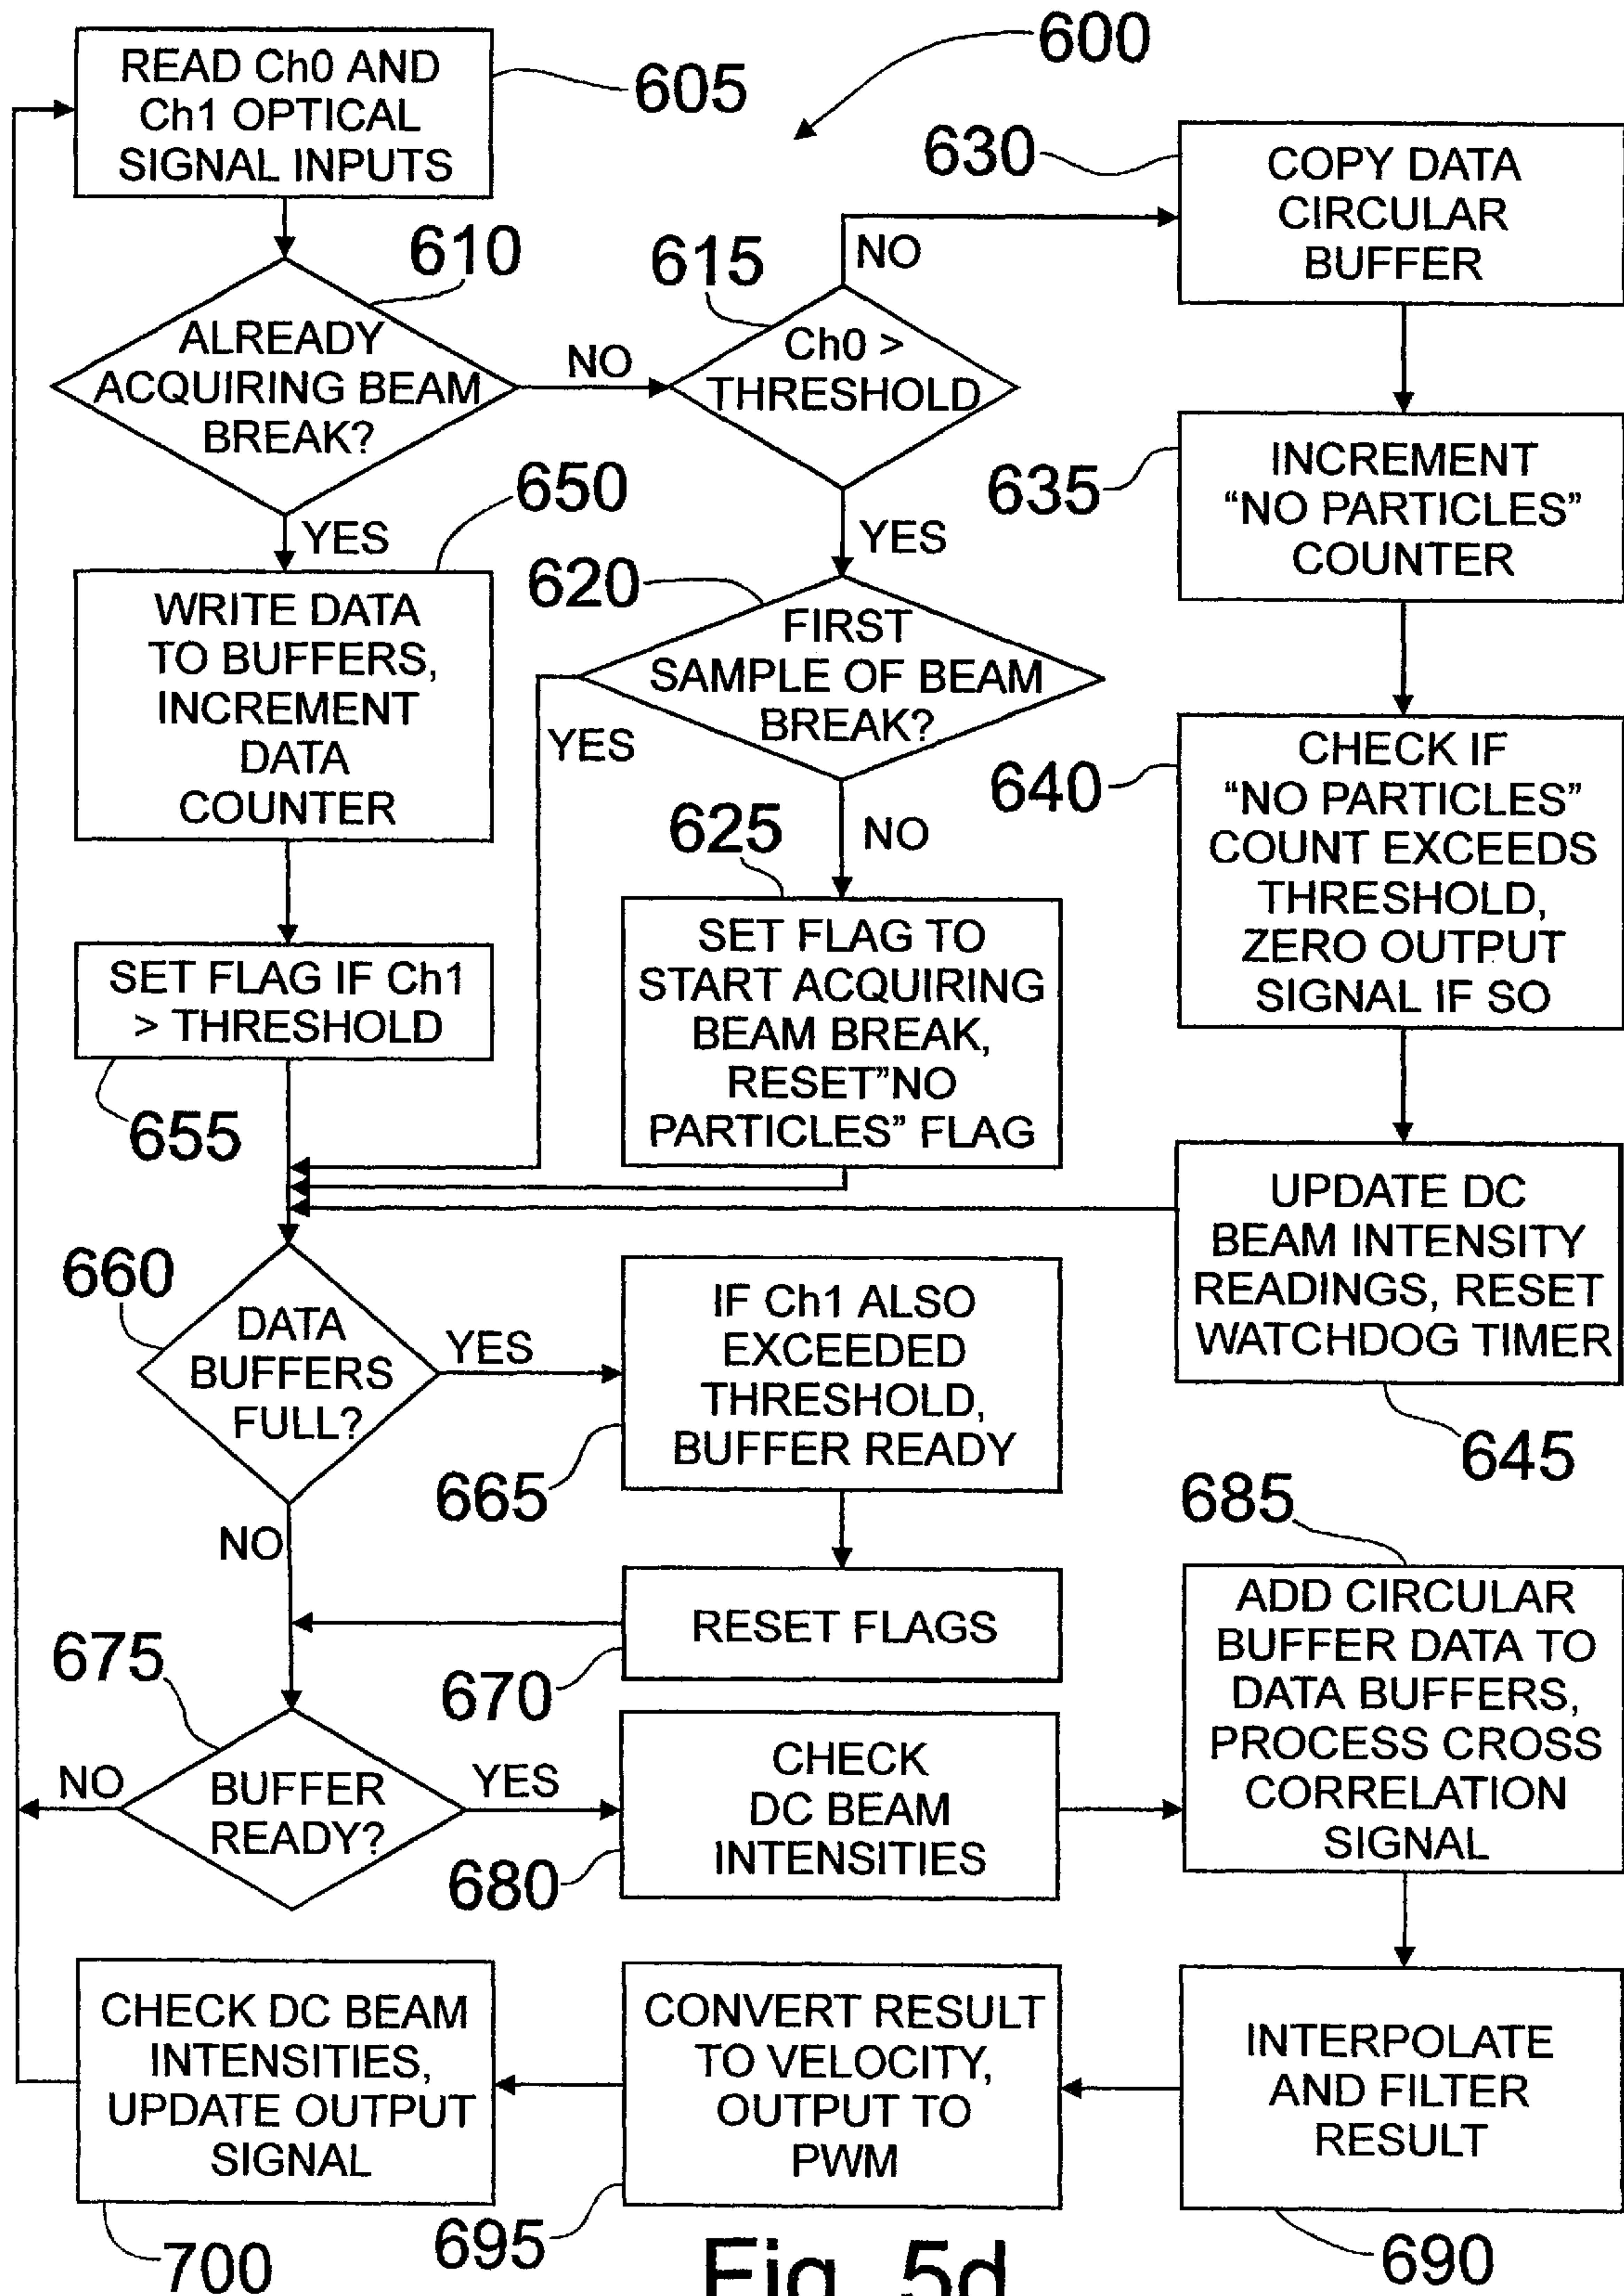 600
READ Ch0 AND
Ch1 OPTICAL
SIGNAL INPUTS
605
630
COPY DATA
CIRCULAR
BUFFER
610
ALREADY
ACQUIRING BEAM
BREAK?
NO
615
Ch0 >
THRESHOLD
NO
YES
YES
635
INCREMENT
“NO PARTICLES”
COUNTER
650
WRITE DATA
TO BUFFERS,
INCREMENT
DATA
COUNTER
620
FIRST
SAMPLE OF BEAM
BREAK?
YES
NO
640
CHECK IF
“NO PARTICLES”
COUNT EXCEEDS
THRESHOLD,
ZERO OUTPUT
SIGNAL IF SO
625
SET FLAG TO
START ACQUIRING
BEAM BREAK,
RESET”NO
PARTICLES” FLAG
SET FLAG IF Ch1
> THRESHOLD
655
UPDATE DC
BEAM INTENSITY
READINGS, RESET
WATCHDOG TIMER
645
660
DATA
BUFFERS
FULL?
YES
NO
IF Ch1 ALSO
EXCEEDED
THRESHOLD,
BUFFER READY
665
RESET FLAGS
670
675
BUFFER
READY?
NO
YES
CHECK
DC BEAM
INTENSITIES
680
685
ADD CIRCULAR
BUFFER DATA TO
DATA BUFFERS,
PROCESS CROSS
CORRELATION
SIGNAL
INTERPOLATE
AND FILTER
RESULT
690
CONVERT RESULT
TO VELOCITY,
OUTPUT TO
PWM
695
CHECK DC BEAM
INTENSITIES,
UPDATE OUTPUT
SIGNAL
700
Fig. 5d